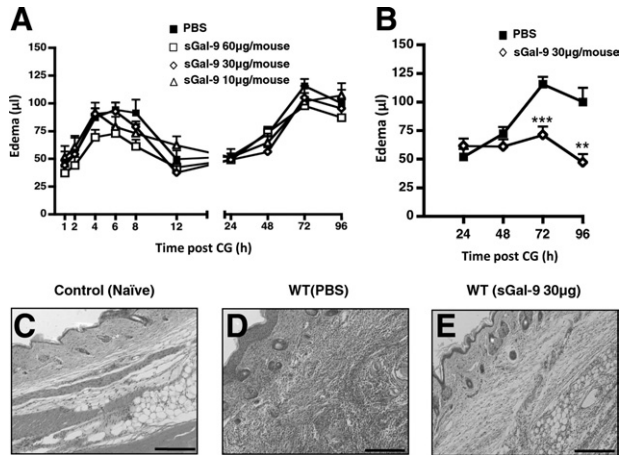 A
PBS
sGal-9 60µg/mouse
sGal-9 30µg/mouse
sGal-9 10µg/mouse
Edema (µl)
150
125
100
75
50
25
0
1 2 4 6 8 12 24 48 72 96
Time post CG (h)
B
PBS
sGal-9 30µg/mouse
Edema (µl)
150
125
100
75
50
25
0
***
**
24 48 72 96
Time post CG (h)
Control (Naïve)
C
WT(PBS)
D
WT (sGal-9 30µg)
E